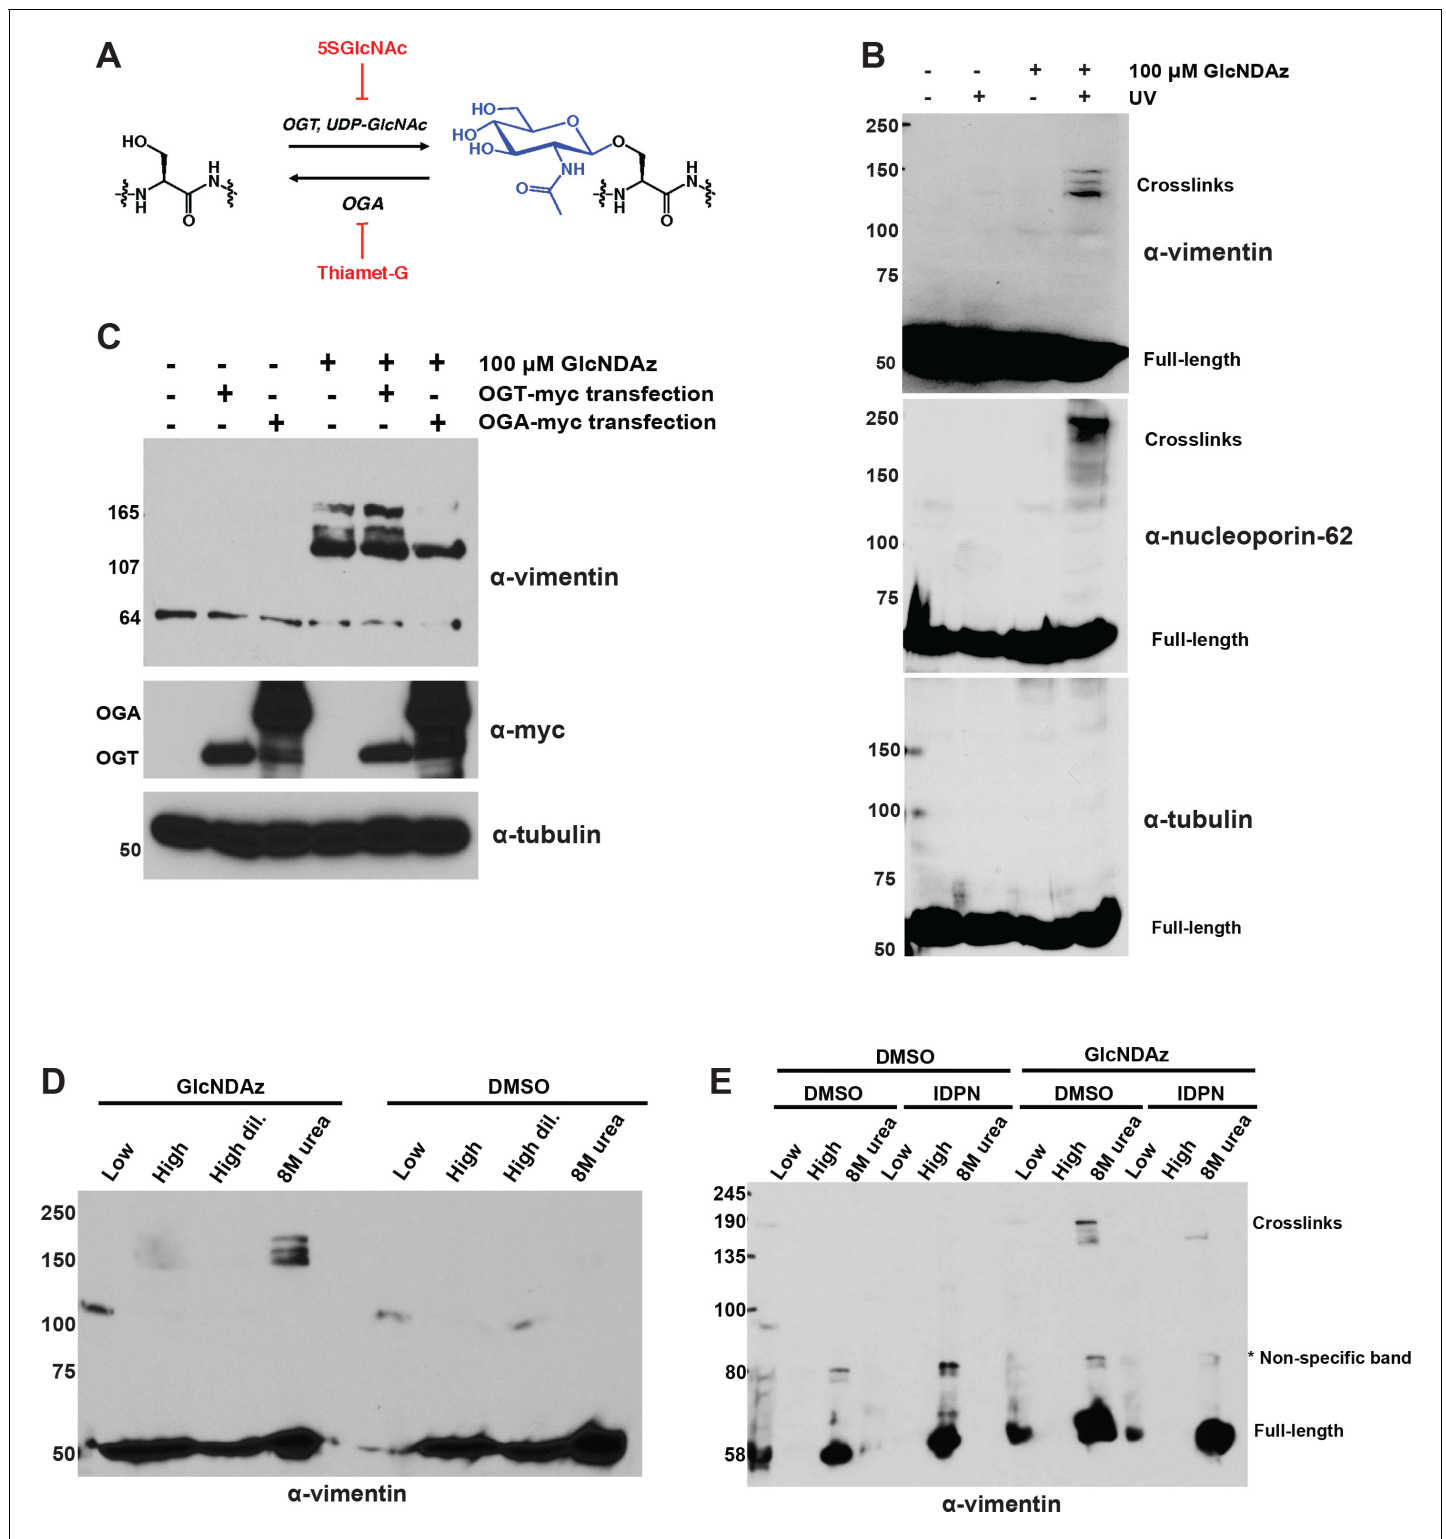 A
5SGlcNAc
OGT, UDP-GlcNAc
OGA
Thiamet-G
HO
N
H
O
H
N
HO
HO
HO
O
O
NH
O
N
H
O
H
N
B
- - + + 100 µM GlcNDAz
- + - + UV
250
150
100
75
50
Crosslinks
α-vimentin
Full-length
250
150
100
75
Crosslinks
α-nucleoporin-62
Full-length
150
100
75
50
α-tubulin
Full-length
C
- - - + + + 100 µM GlcNDAz
- + - - + - OGT-myc transfection
- - + - - + OGA-myc transfection
165
107
64
α-vimentin
OGA
OGT
α-myc
50
α-tubulin
D
GlcNDAz DMSO
Low High High dil. 8M urea Low High High dil. 8M urea
250
150
100
75
50
α-vimentin
E
DMSO GlcNDAz
DMSO IDPN DMSO IDPN
Low High 8M urea Low High 8M urea Low High 8M urea Low High 8M urea
245
190
135
100
80
58
Crosslinks
* Non-specific band
Full-length
α-vimentin